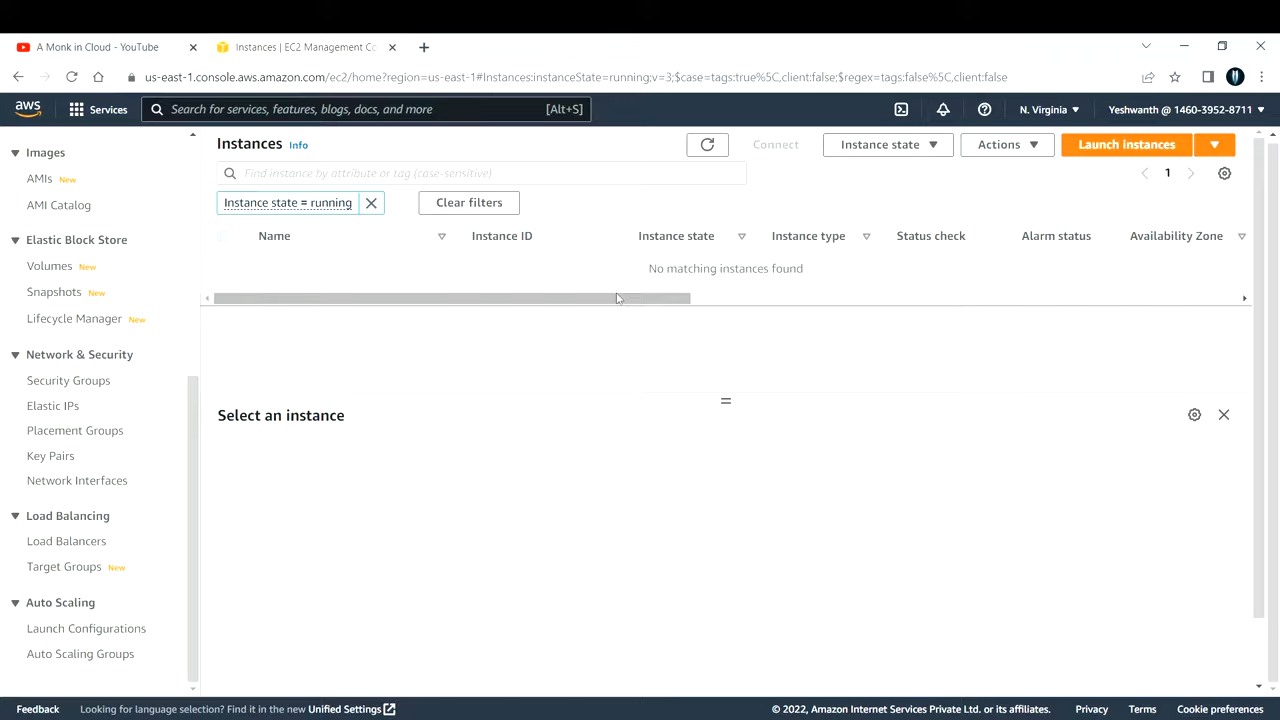 A Monk in Cloud - YouTube
Instances | EC2 Management Co
us-east-1.console.aws.amazon.com/ec2/home?region=us-east-1#Instances:instanceState=running;v=3;$case=tags:true%5C,client:false;$regex=tags:false%5C,client:false
aws Services Search for services, features, blogs, docs, and more [Alt+S] N. Virginia Yeshwanth @ 1460-3952-8711
Images
AMIs New
AMI Catalog
Elastic Block Store
Volumes New
Snapshots New
Lifecycle Manager New
Network & Security
Security Groups
Elastic IPs
Placement Groups
Key Pairs
Network Interfaces
Load Balancing
Load Balancers
Target Groups New
Auto Scaling
Launch Configurations
Auto Scaling Groups
Instances Info Connect Instance state Actions Launch instances
Find instance by attribute or tag (case-sensitive) 1
Instance state = running Clear filters
Name Instance ID Instance state Instance type Status check Alarm status Availability Zone
No matching instances found
Select an instance
Feedback Looking for language selection? Find it in the new Unified Settings © 2022, Amazon Internet Services Private Ltd. or its affiliates. Privacy Terms Cookie preferences